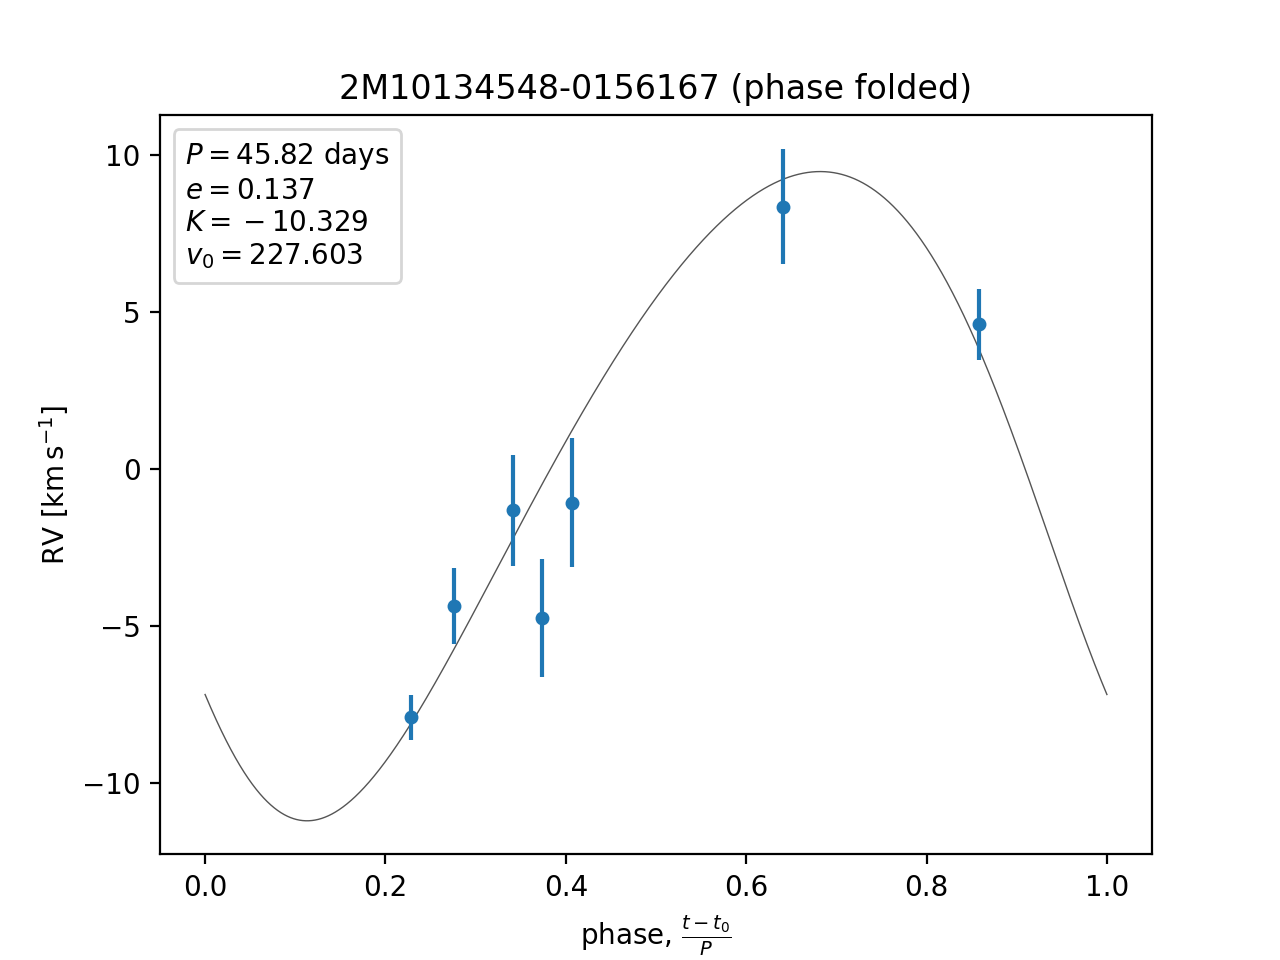 2M10134548-0156167 (phase folded)
P = 45.82 days
e = 0.137
K = −10.329
v₀ = 227.603
10
5
0
−5
−10
RV [km s⁻¹]
0.0 0.2 0.4 0.6 0.8 1.0
phase, (t − t₀)/P